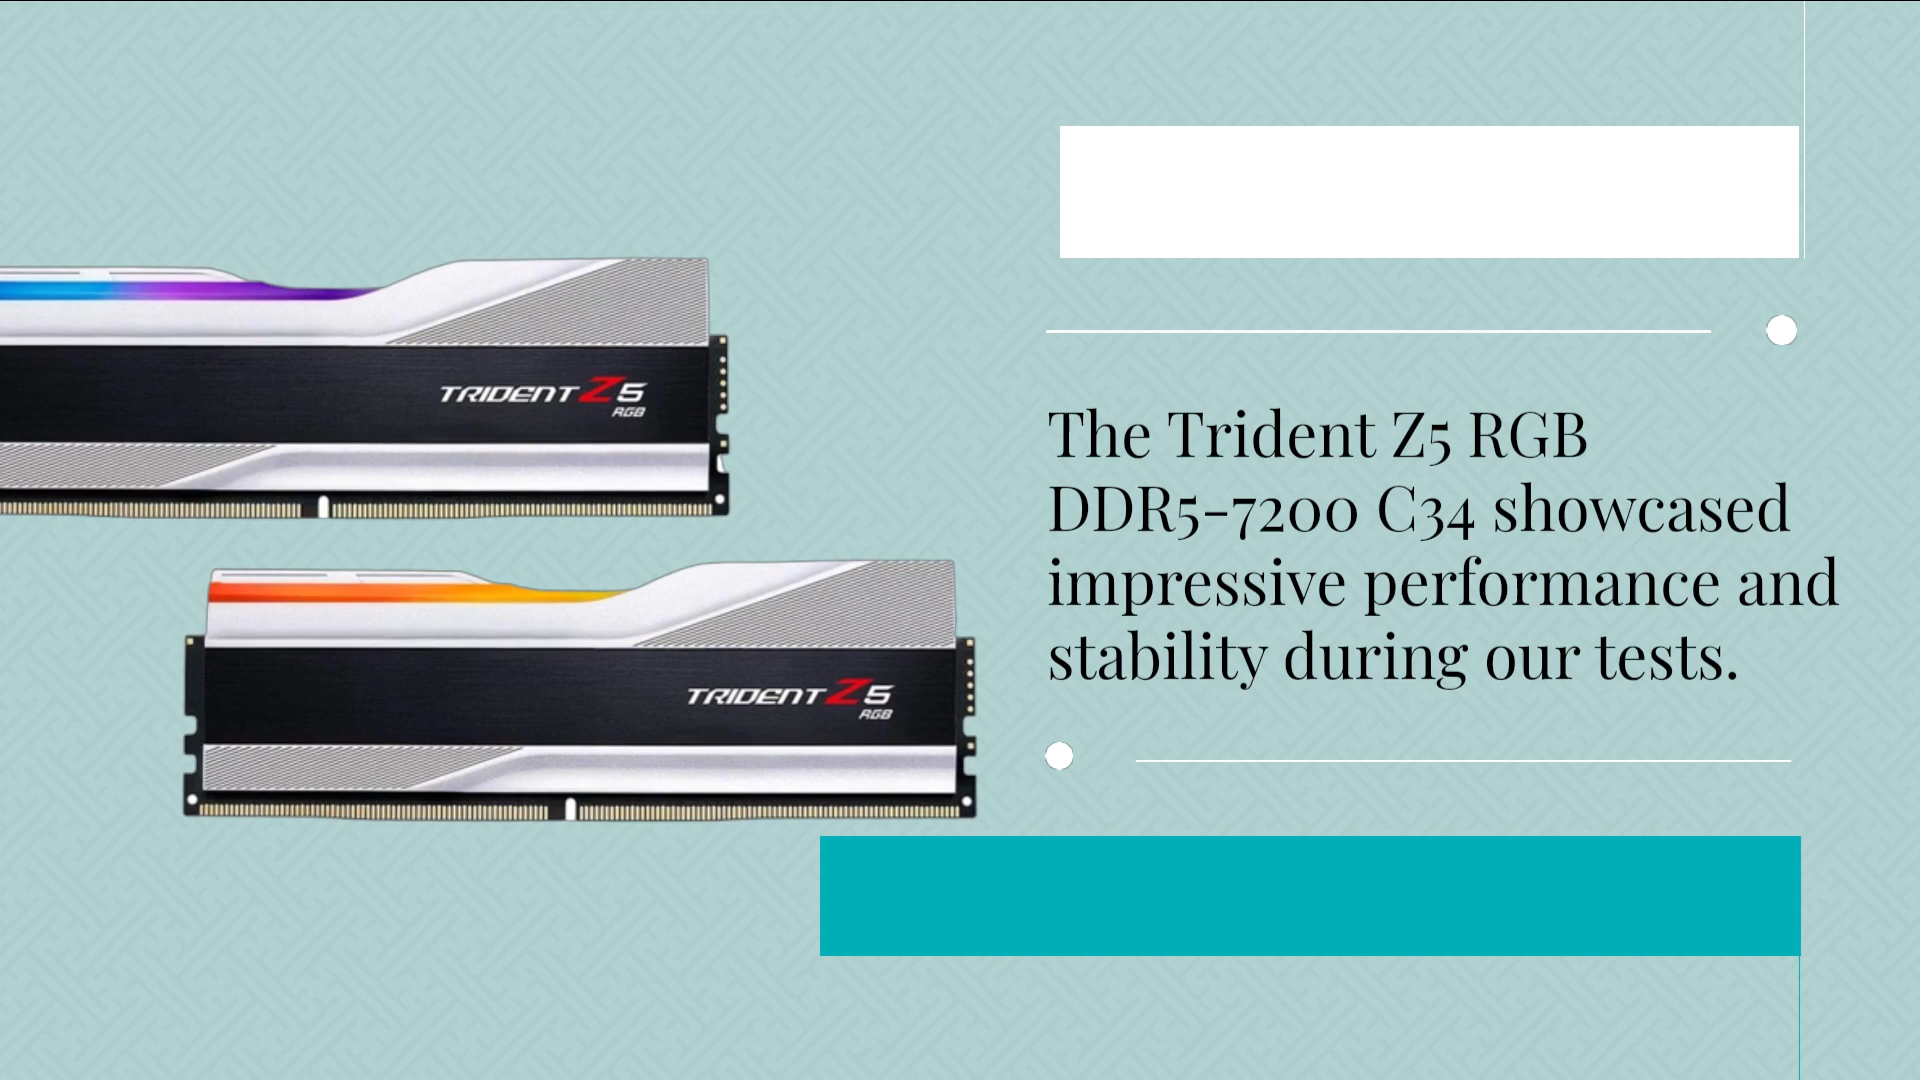 TRIDENT Z5
RGB
TRIDENT Z5
RGB
The Trident Z5 RGB
DDR5-7200 C34 showcased
impressive performance and
stability during our tests.